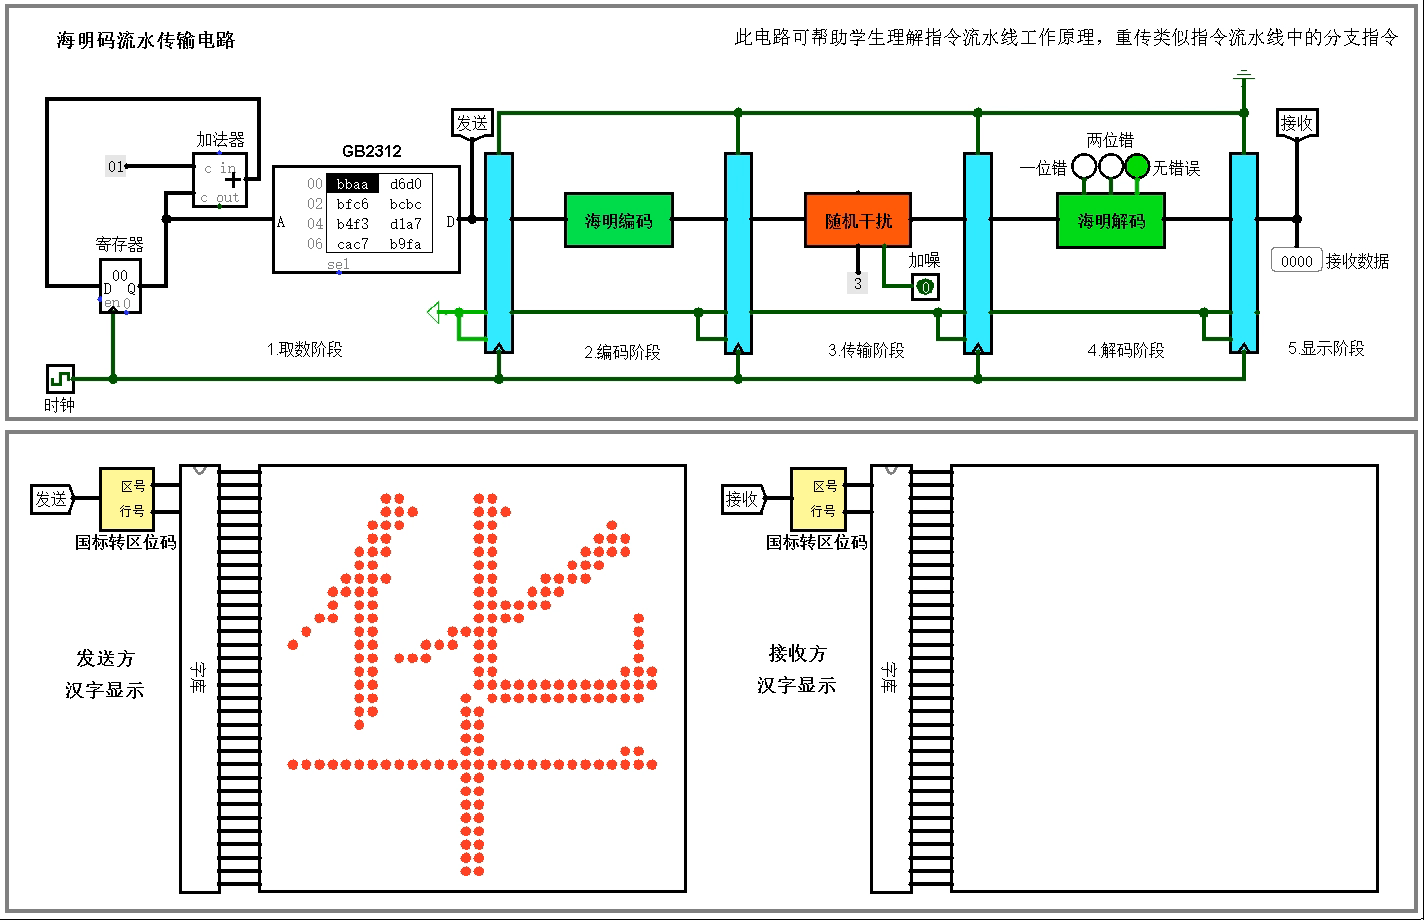 海明码流水传输电路
此电路可帮助学生理解指令流水线工作原理，重传类似指令流水线中的分支指令
加法器
01
c in
+
c out
寄存器
00
D Q
en 0
时钟
GB2312
A
00 bbaa d6d0
02 bfc6 bcbc
04 b4f3 d1a7
06 cac7 b9fa
D
sel
发送
海明编码
随机干扰
3
加噪
0
两位错
一位错
无错误
海明解码
接收
0000
接收数据
1.取数阶段
2.编码阶段
3.传输阶段
4.解码阶段
5.显示阶段
发送
区号
行号
国标转区位码
发送方
汉字显示
字库
华
接收
区号
行号
国标转区位码
接收方
汉字显示
字库